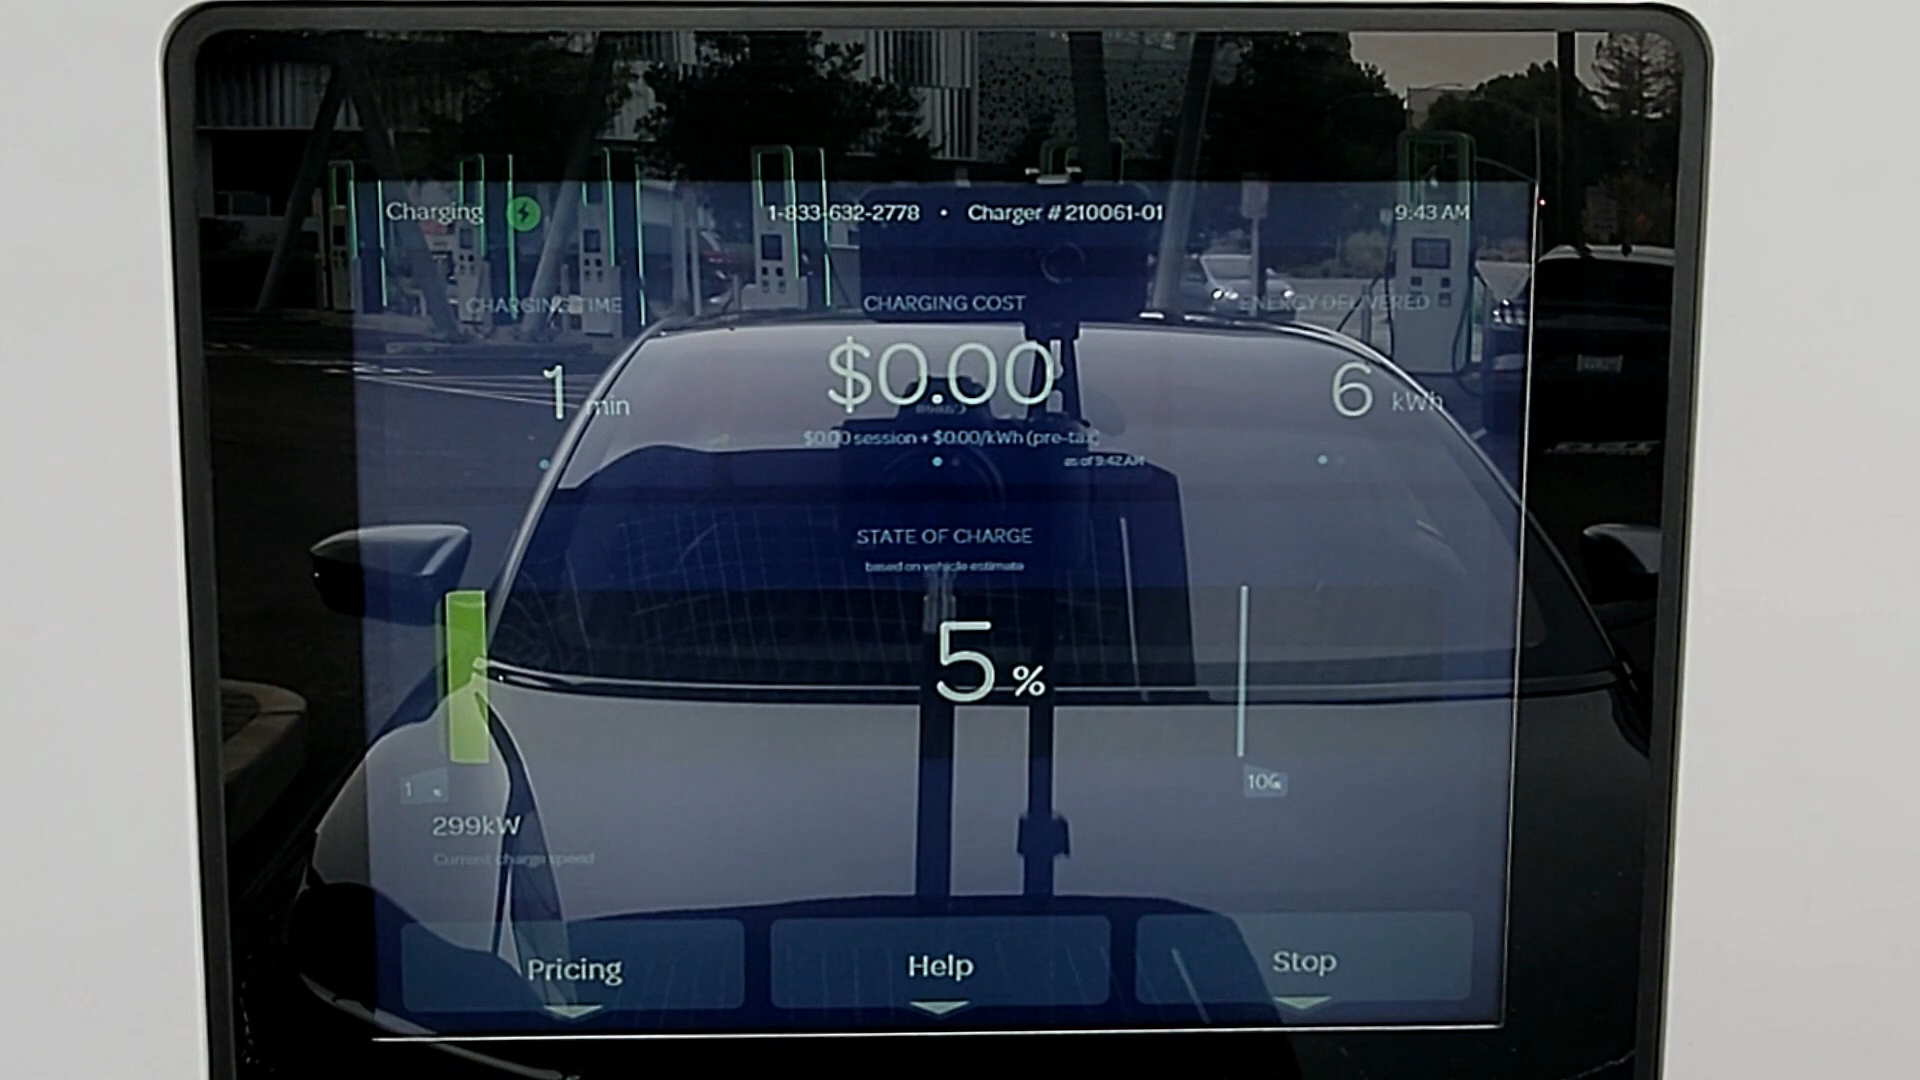 Charging
1-833-632-2778 • Charger # 210061-01
9:43 AM
CHARGING TIME
CHARGING COST
ENERGY DELIVERED
1 min
$0.00
6 kWh
$0.00 session + $0.00/kWh (pre-tax)
as of 9:42 AM
STATE OF CHARGE
based on vehicle estimate
5 %
1 %
100%
299kW
Current charge speed
Pricing
Help
Stop